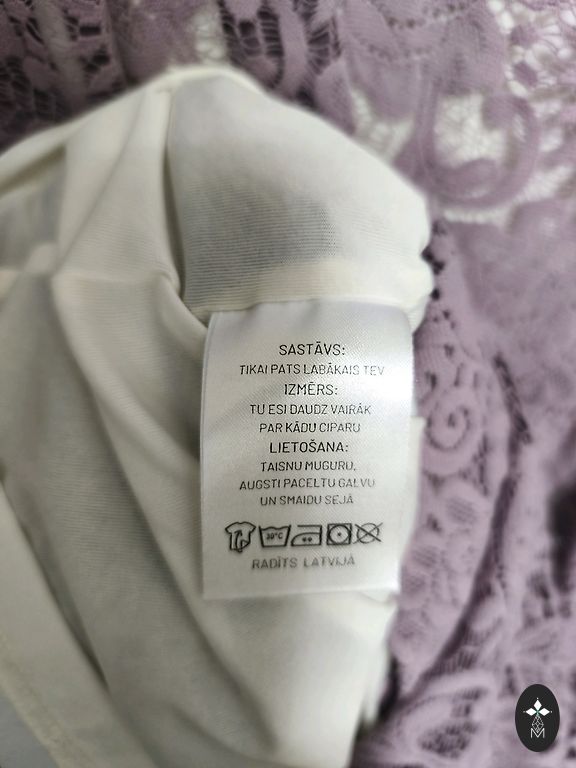 SASTĀVS:
TIKAI PATS LABĀKAIS TEV
IZMĒRS:
TU ESI DAUDZ VAIRĀK
PAR KĀDU CIPARU
LIETOŠANA:
TAISNU MUGURU,
AUGSTI PACELTU GALVU
UN SMAIDU SEJĀ
30°C
RADĪTS LATVIJĀ
M